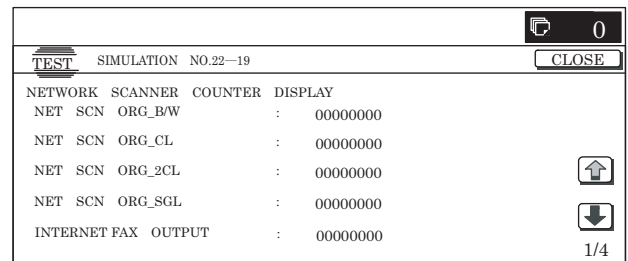 0
TEST SIMULATION NO.22—19 CLOSE
NETWORK SCANNER COUNTER DISPLAY
NET SCN ORG_B/W : 00000000
NET SCN ORG_CL : 00000000
NET SCN ORG_2CL : 00000000
NET SCN ORG_SGL : 00000000
INTERNET FAX OUTPUT : 00000000
1/4